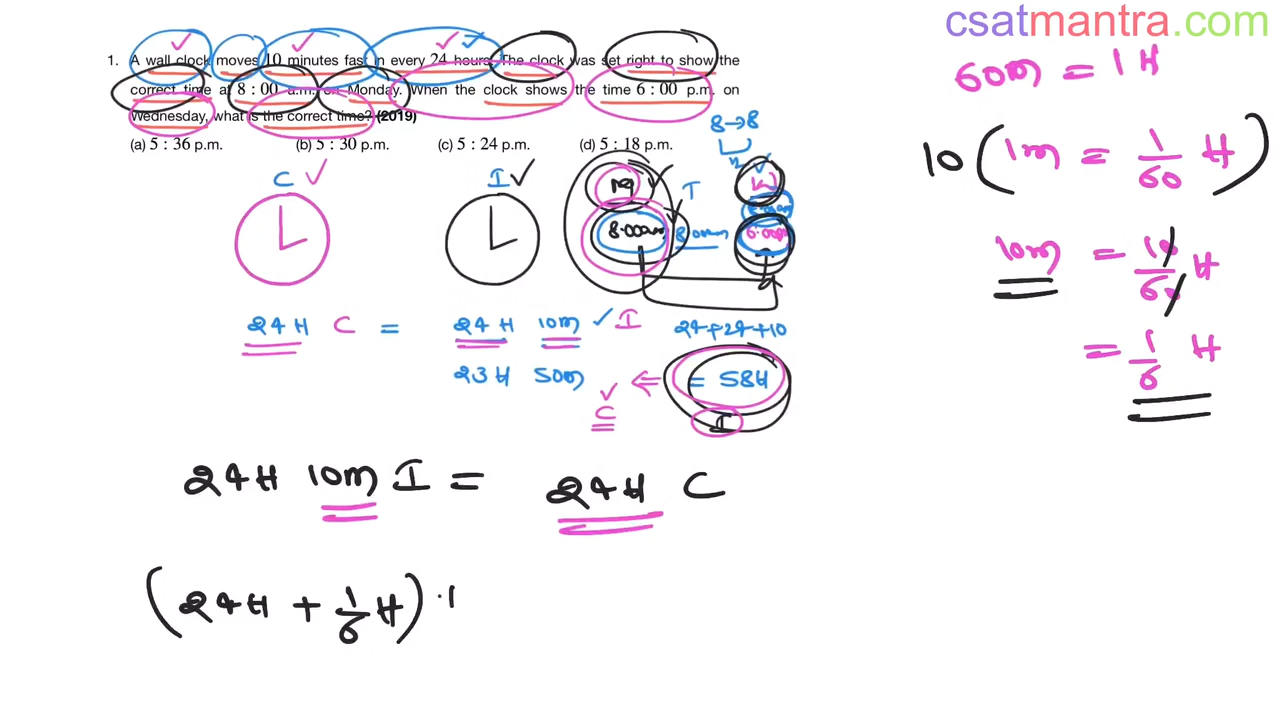 csatmantra.com
1. A wall clock moves 10 minutes fast in every 24 hours. The clock was set right to show the
correct time at 8 : 00 a.m. on Monday. When the clock shows the time 6 : 00 p.m. on
Wednesday, what is the correct time? (2019)
(a) 5 : 36 p.m. (b) 5 : 30 p.m. (c) 5 : 24 p.m. (d) 5 : 18 p.m.
60m = 1H
10 ( 1m = 1/60 H )
10m = 10/60 H
= 1/6 H
8→8
C I T
8.00am 8.00am
24H C = 24H 10m I
24+24+10
23H 50m
⇐ = 58H
C I
24H 10m I = 24H C
(24H + 1/6 H)